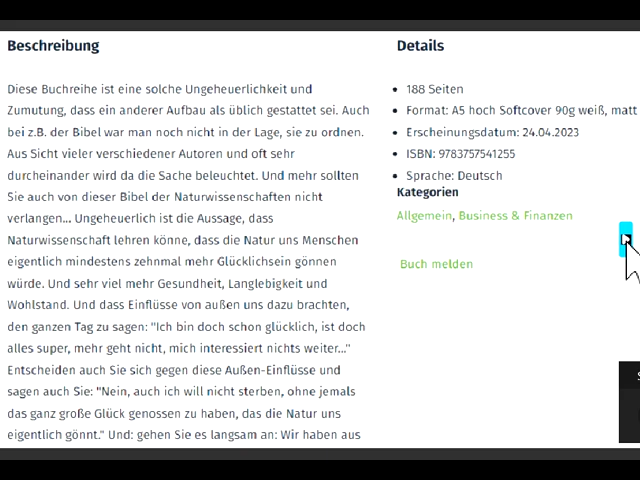 Beschreibung
Diese Buchreihe ist eine solche Ungeheuerlichkeit und
Zumutung, dass ein anderer Aufbau als üblich gestattet sei. Auch
bei z.B. der Bibel war man noch nicht in der Lage, sie zu ordnen.
Aus Sicht vieler verschiedener Autoren und oft sehr
durcheinander wird da die Sache beleuchtet. Und mehr sollten
Sie auch von dieser Bibel der Naturwissenschaften nicht
verlangen... Ungeheuerlich ist die Aussage, dass
Naturwissenschaft lehren könne, dass die Natur uns Menschen
eigentlich mindestens zehnmal mehr Glücklichsein gönnen
würde. Und sehr viel mehr Gesundheit, Langlebigkeit und
Wohlstand. Und dass Einflüsse von außen uns dazu brachten,
den ganzen Tag zu sagen: "Ich bin doch schon glücklich, ist doch
alles super, mehr geht nicht, mich interessiert nichts weiter..."
Entscheiden auch Sie sich gegen diese Außen-Einflüsse und
sagen auch Sie: "Nein, auch ich will nicht sterben, ohne jemals
das ganz große Glück genossen zu haben, das die Natur uns
eigentlich gönnt." Und: gehen Sie es langsam an: Wir haben aus
Details
188 Seiten
Format: A5 hoch Softcover 90g weiß, matt
Erscheinungsdatum: 24.04.2023
ISBN: 9783757541255
Sprache: Deutsch
Kategorien
Allgemein, Business & Finanzen
Buch melden